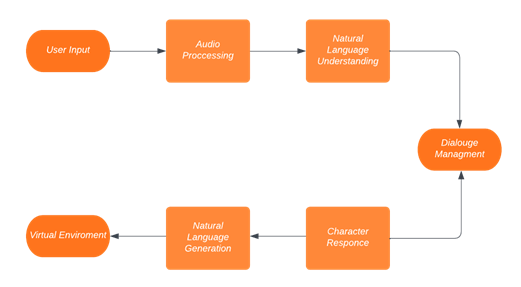 User Input
Audio
Proccessing
Natural
Language
Understanding
Dialouge
Managment
Virtual Enviroment
Natural
Language
Generation
Character
Responce